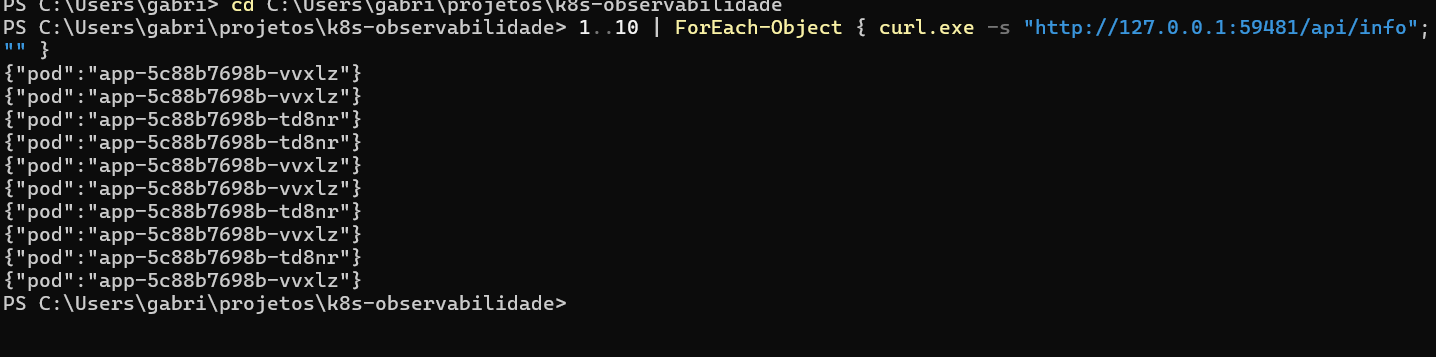 PS C:\Users\gabri> cd C:\Users\gabri\projetos\k8s-observabilidade
PS C:\Users\gabri\projetos\k8s-observabilidade> 1..10 | ForEach-Object { curl.exe -s "http://127.0.0.1:59481/api/info";
"" }
{"pod":"app-5c88b7698b-vvxlz"}
{"pod":"app-5c88b7698b-vvxlz"}
{"pod":"app-5c88b7698b-td8nr"}
{"pod":"app-5c88b7698b-td8nr"}
{"pod":"app-5c88b7698b-vvxlz"}
{"pod":"app-5c88b7698b-vvxlz"}
{"pod":"app-5c88b7698b-td8nr"}
{"pod":"app-5c88b7698b-vvxlz"}
{"pod":"app-5c88b7698b-td8nr"}
{"pod":"app-5c88b7698b-vvxlz"}
PS C:\Users\gabri\projetos\k8s-observabilidade>